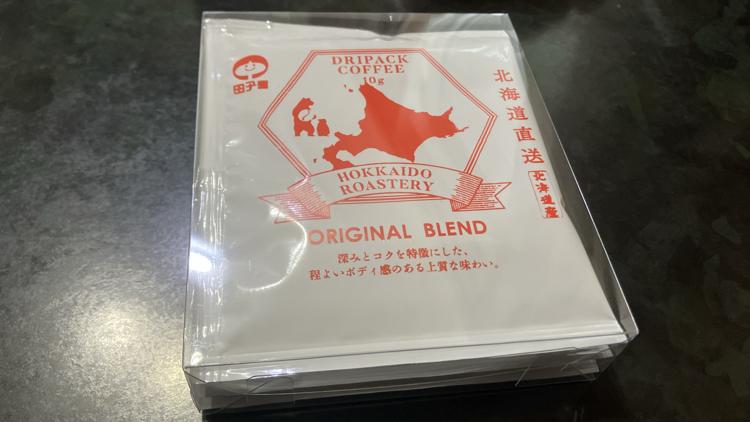 田子園
DRIPACK
COFFEE
10g
HOKKAIDO
ROASTERY
ORIGINAL BLEND
深みとコクを特徴にした、
程よいボディ感のある上質な味わい。
北海道直送
北海道産